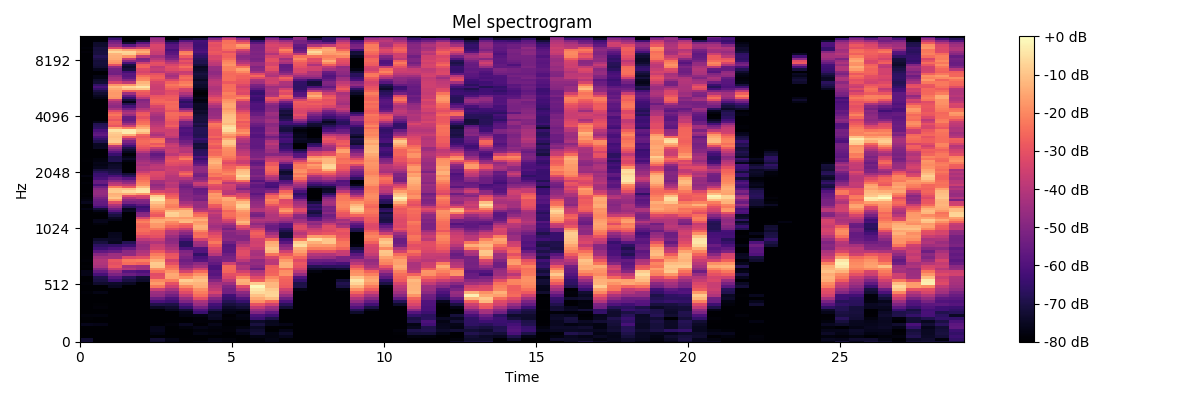 Mel spectrogram
Hz
8192
4096
2048
1024
512
0
0 5 10 15 20 25
Time
+0 dB
-10 dB
-20 dB
-30 dB
-40 dB
-50 dB
-60 dB
-70 dB
-80 dB